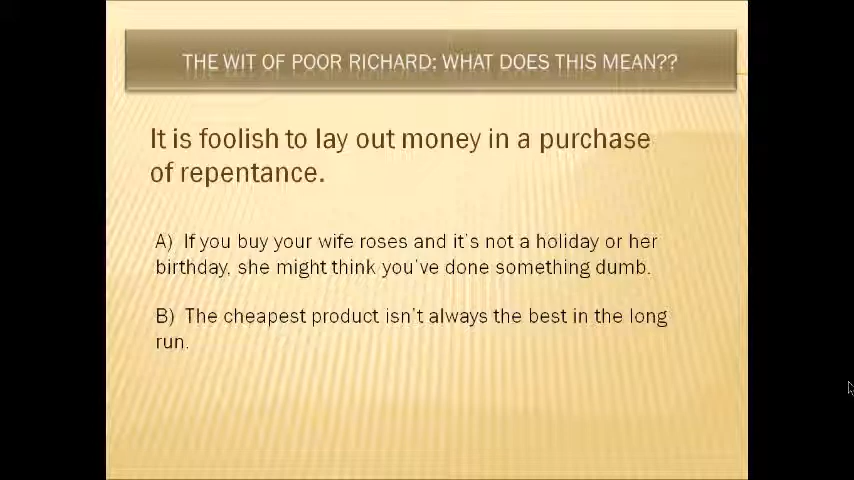 THE WIT OF POOR RICHARD: WHAT DOES THIS MEAN??
It is foolish to lay out money in a purchase
of repentance.
A) If you buy your wife roses and it's not a holiday or her
birthday, she might think you've done something dumb.
B) The cheapest product isn't always the best in the long
run.